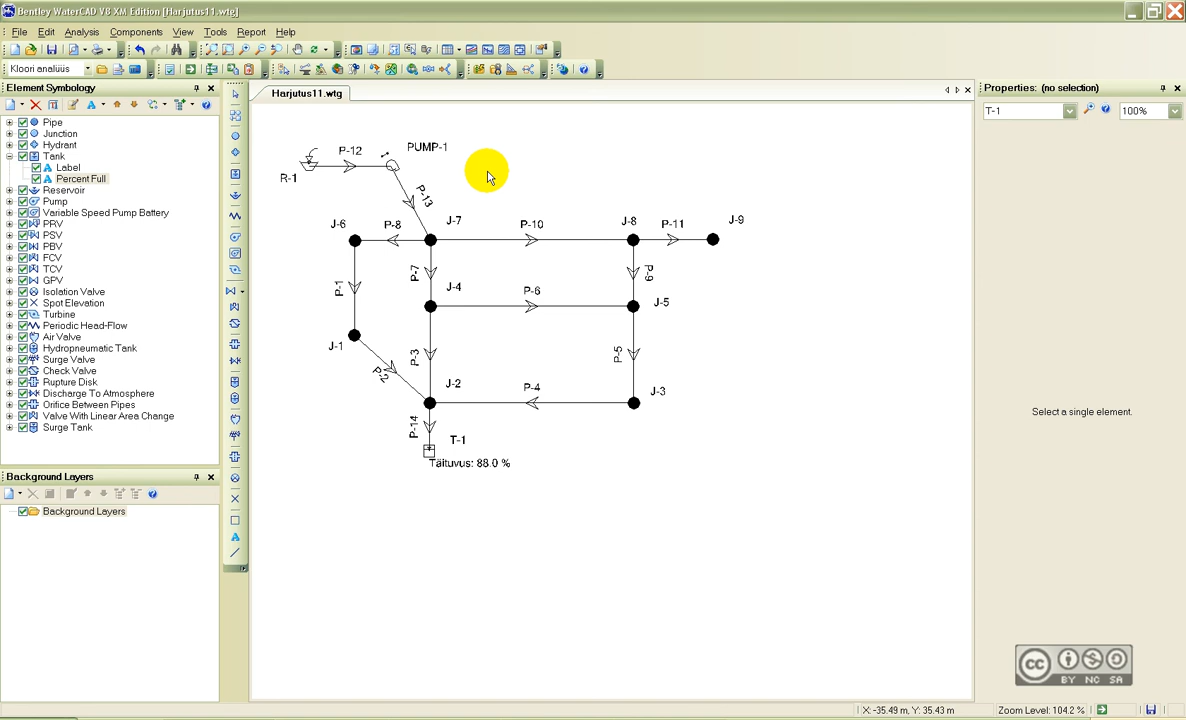 Bentley WaterCAD V8 XM Edition [Harjutus11.wtg]
File Edit Analysis Components View Tools Report Help
Kloori analüüs
Element Symbology
Pipe
Junction
Hydrant
Tank
Label
Percent Full
Reservoir
Pump
Variable Speed Pump Battery
PRV
PSV
PBV
FCV
TCV
GPV
Isolation Valve
Spot Elevation
Turbine
Periodic Head-Flow
Air Valve
Hydropneumatic Tank
Surge Valve
Check Valve
Rupture Disk
Discharge To Atmosphere
Orifice Between Pipes
Valve With Linear Area Change
Surge Tank
Background Layers
Background Layers
Harjutus11.wtg
P-12 PUMP-1
R-1
P-13
J-6 P-8 J-7 P-10 J-8 P-11 J-9
P-1 P-7 P-9
J-4 P-6 J-5
J-1 P-3 P-5
P-2 J-2 P-4 J-3
P-14 T-1
Täituvus: 88.0 %
Properties: (no selection)
T-1 100%
Select a single element.
cc BY NC SA
X: -35.49 m, Y: 35.43 m Zoom Level: 104.2 %